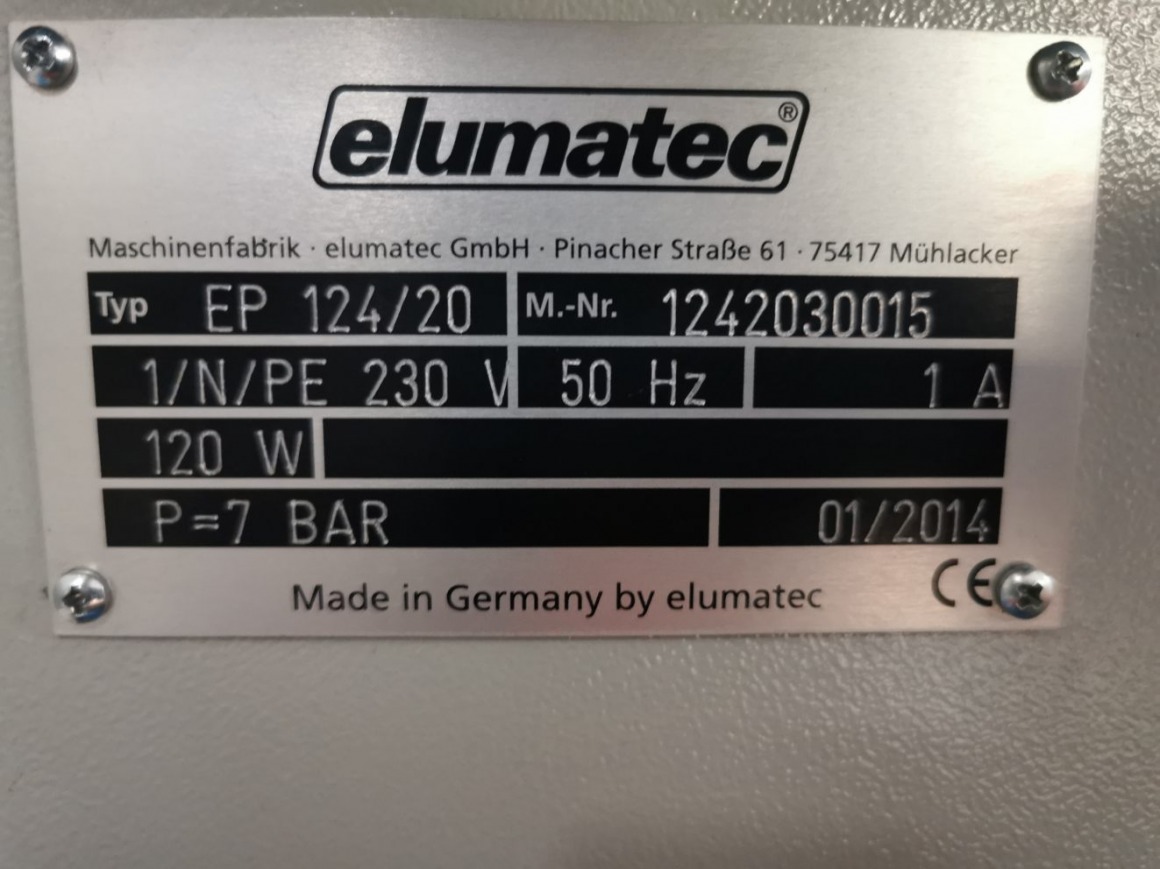 elumatec®
Maschinenfabrik · elumatec GmbH · Pinacher Straße 61 · 75417 Mühlacker
Typ EP 124/20 M.-Nr. 1242030015
1/N/PE 230 V 50 Hz 1 A
120 W
P=7 BAR 01/2014
Made in Germany by elumatec CE